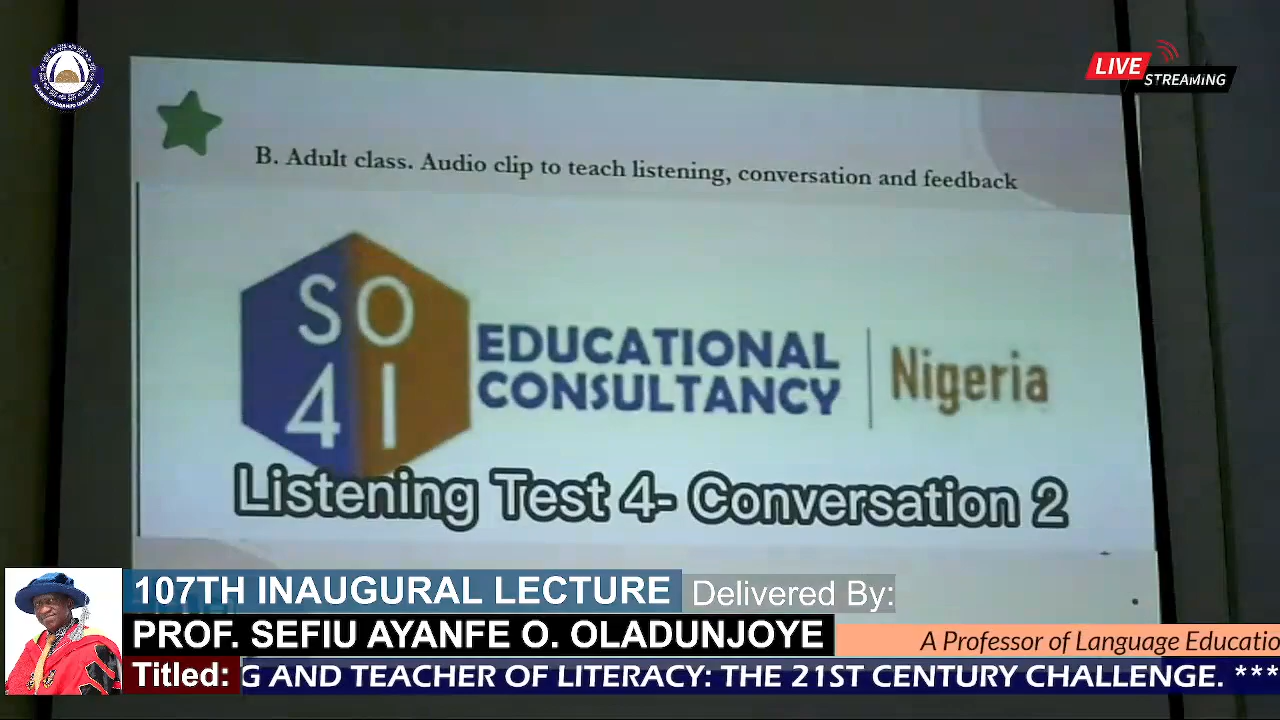 LIVE
STREAMING
B. Adult class. Audio clip to teach listening, conversation and feedback
SO
41
EDUCATIONAL
CONSULTANCY
Nigeria
Listening Test 4- Conversation 2
107TH INAUGURAL LECTURE
Delivered By:
PROF. SEFIU AYANFE O. OLADUNJOYE
A Professor of Language Educatio
Titled:
G AND TEACHER OF LITERACY: THE 21ST CENTURY CHALLENGE. ***